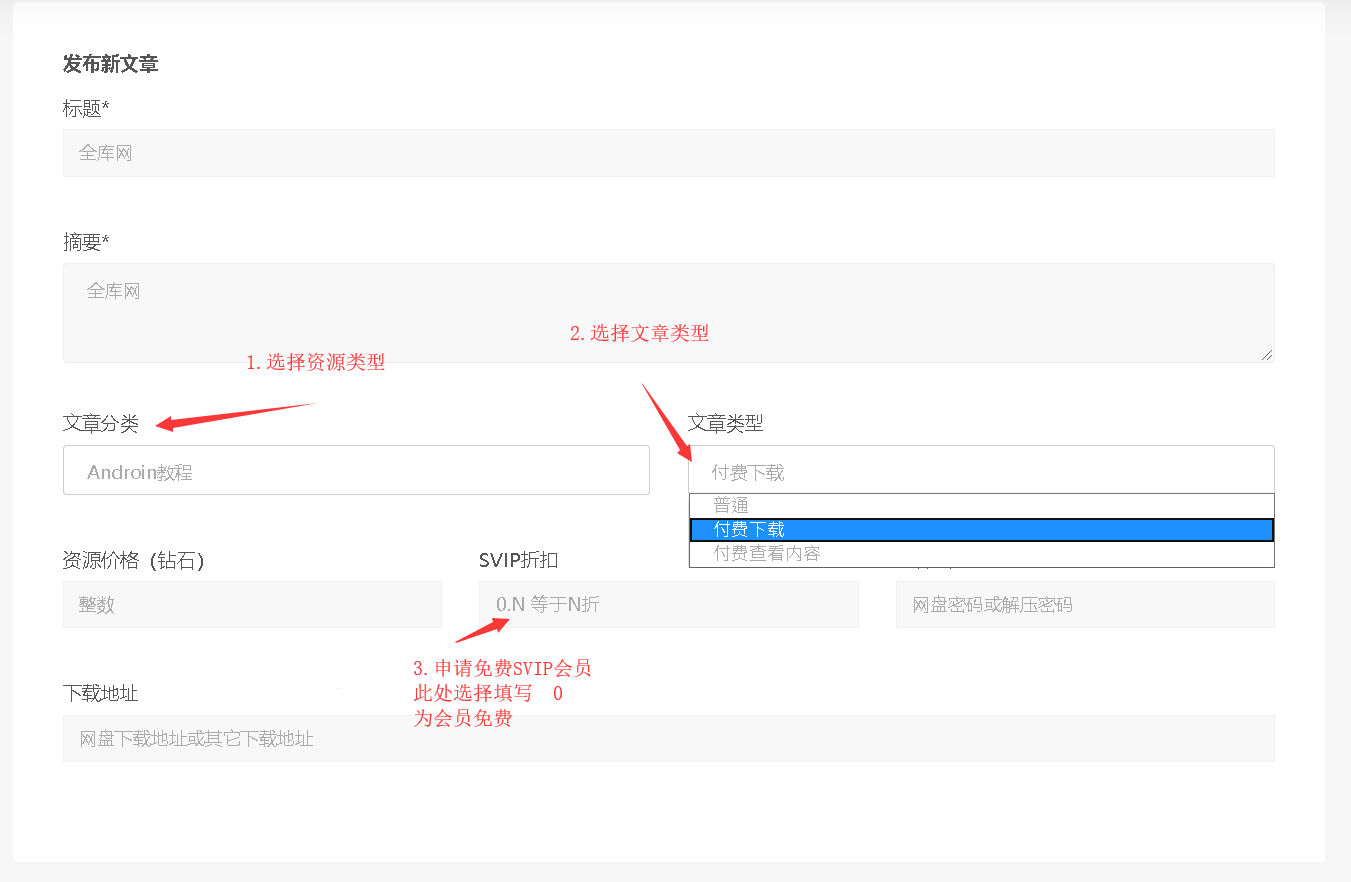 发布新文章
标题*
全库网
摘要*
全库网
2.选择文章类型
1.选择资源类型
文章分类
文章类型
Androin教程
付费下载
普通
付费下载
付费查看内容
资源价格（钻石）
SVIP折扣
整数
0.N 等于N折
网盘密码或解压密码
3.申请免费SVIP会员
此处选择填写 0
为会员免费
下载地址
网盘下载地址或其它下载地址